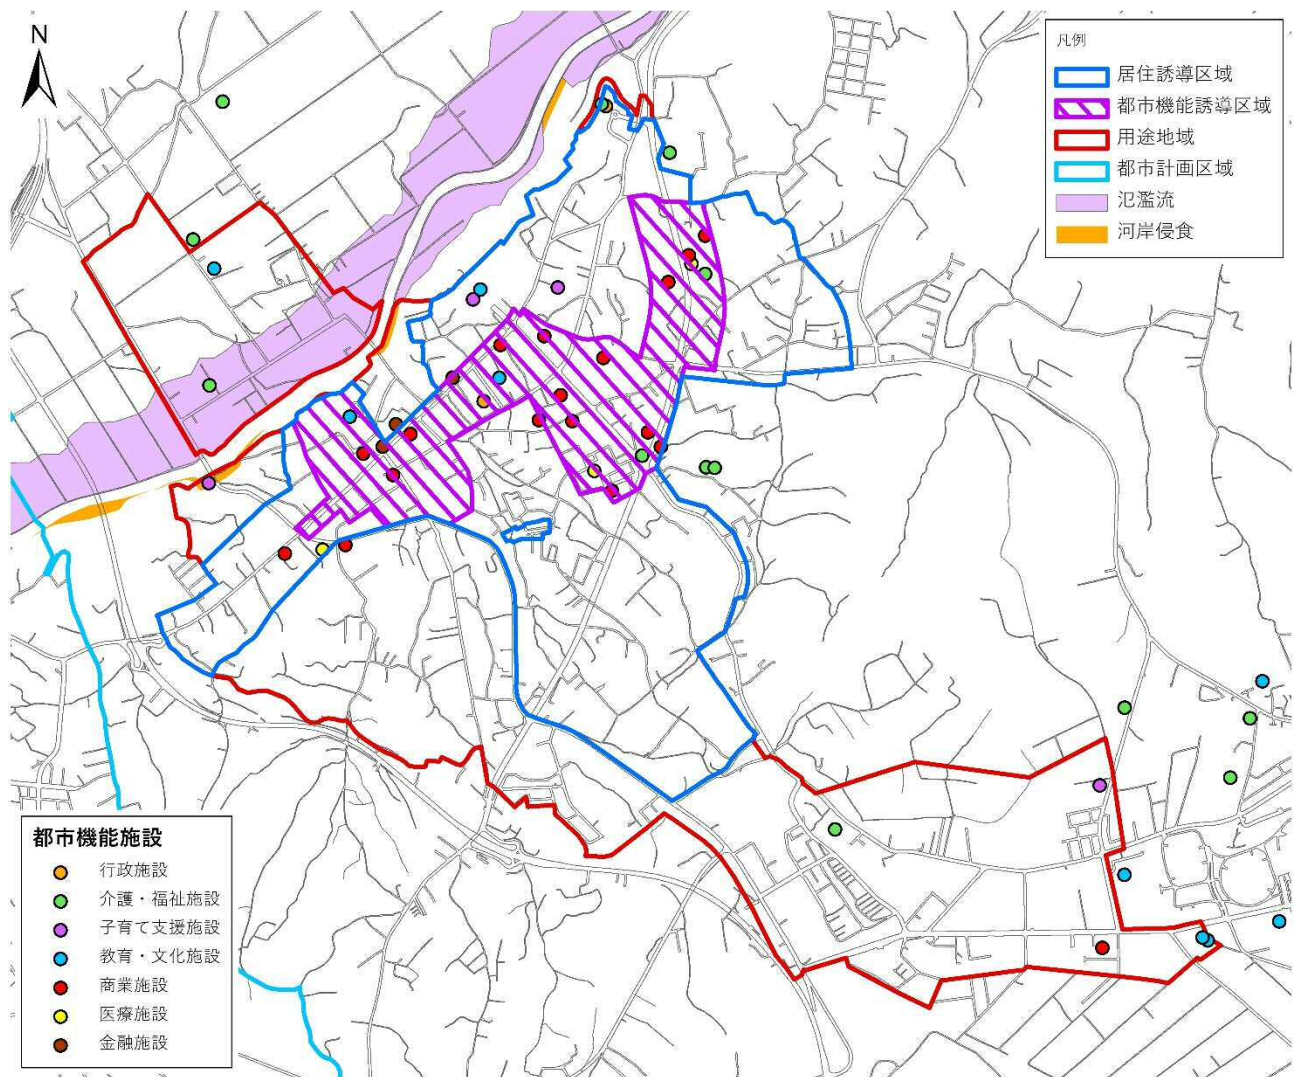 N
凡例
居住誘導区域
都市機能誘導区域
用途地域
都市計画区域
氾濫流
河岸侵食
都市機能施設
行政施設
介護・福祉施設
子育て支援施設
教育・文化施設
商業施設
医療施設
金融施設